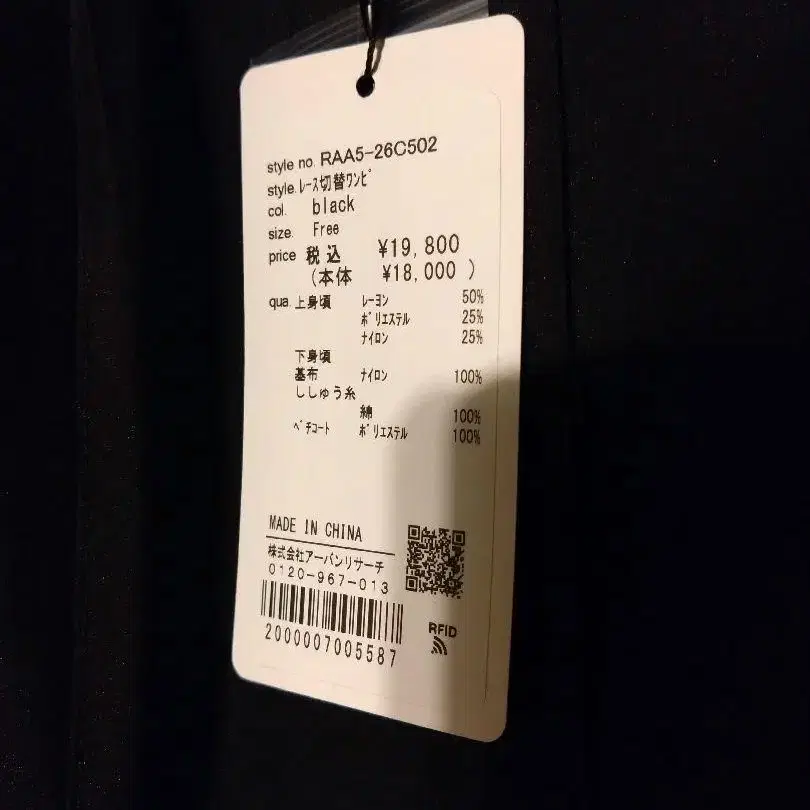 style no. RAA5-26C502
style. ﾚｰｽ切替ﾜﾝﾋﾟ
col. black
size. Free
price 税込 ¥19,800
(本体 ¥18,000 )
qua. 上身頃 ﾚｰﾖﾝ 50%
ﾎﾟﾘｴｽﾃﾙ 25%
ﾅｲﾛﾝ 25%
下身頃
基布 ﾅｲﾛﾝ 100%
ししゅう糸
綿 100%
ﾍﾟﾁｺｰﾄ ﾎﾟﾘｴｽﾃﾙ 100%
MADE IN CHINA
株式会社アーバンリサーチ
0120-967-013
2000007005587
RFID